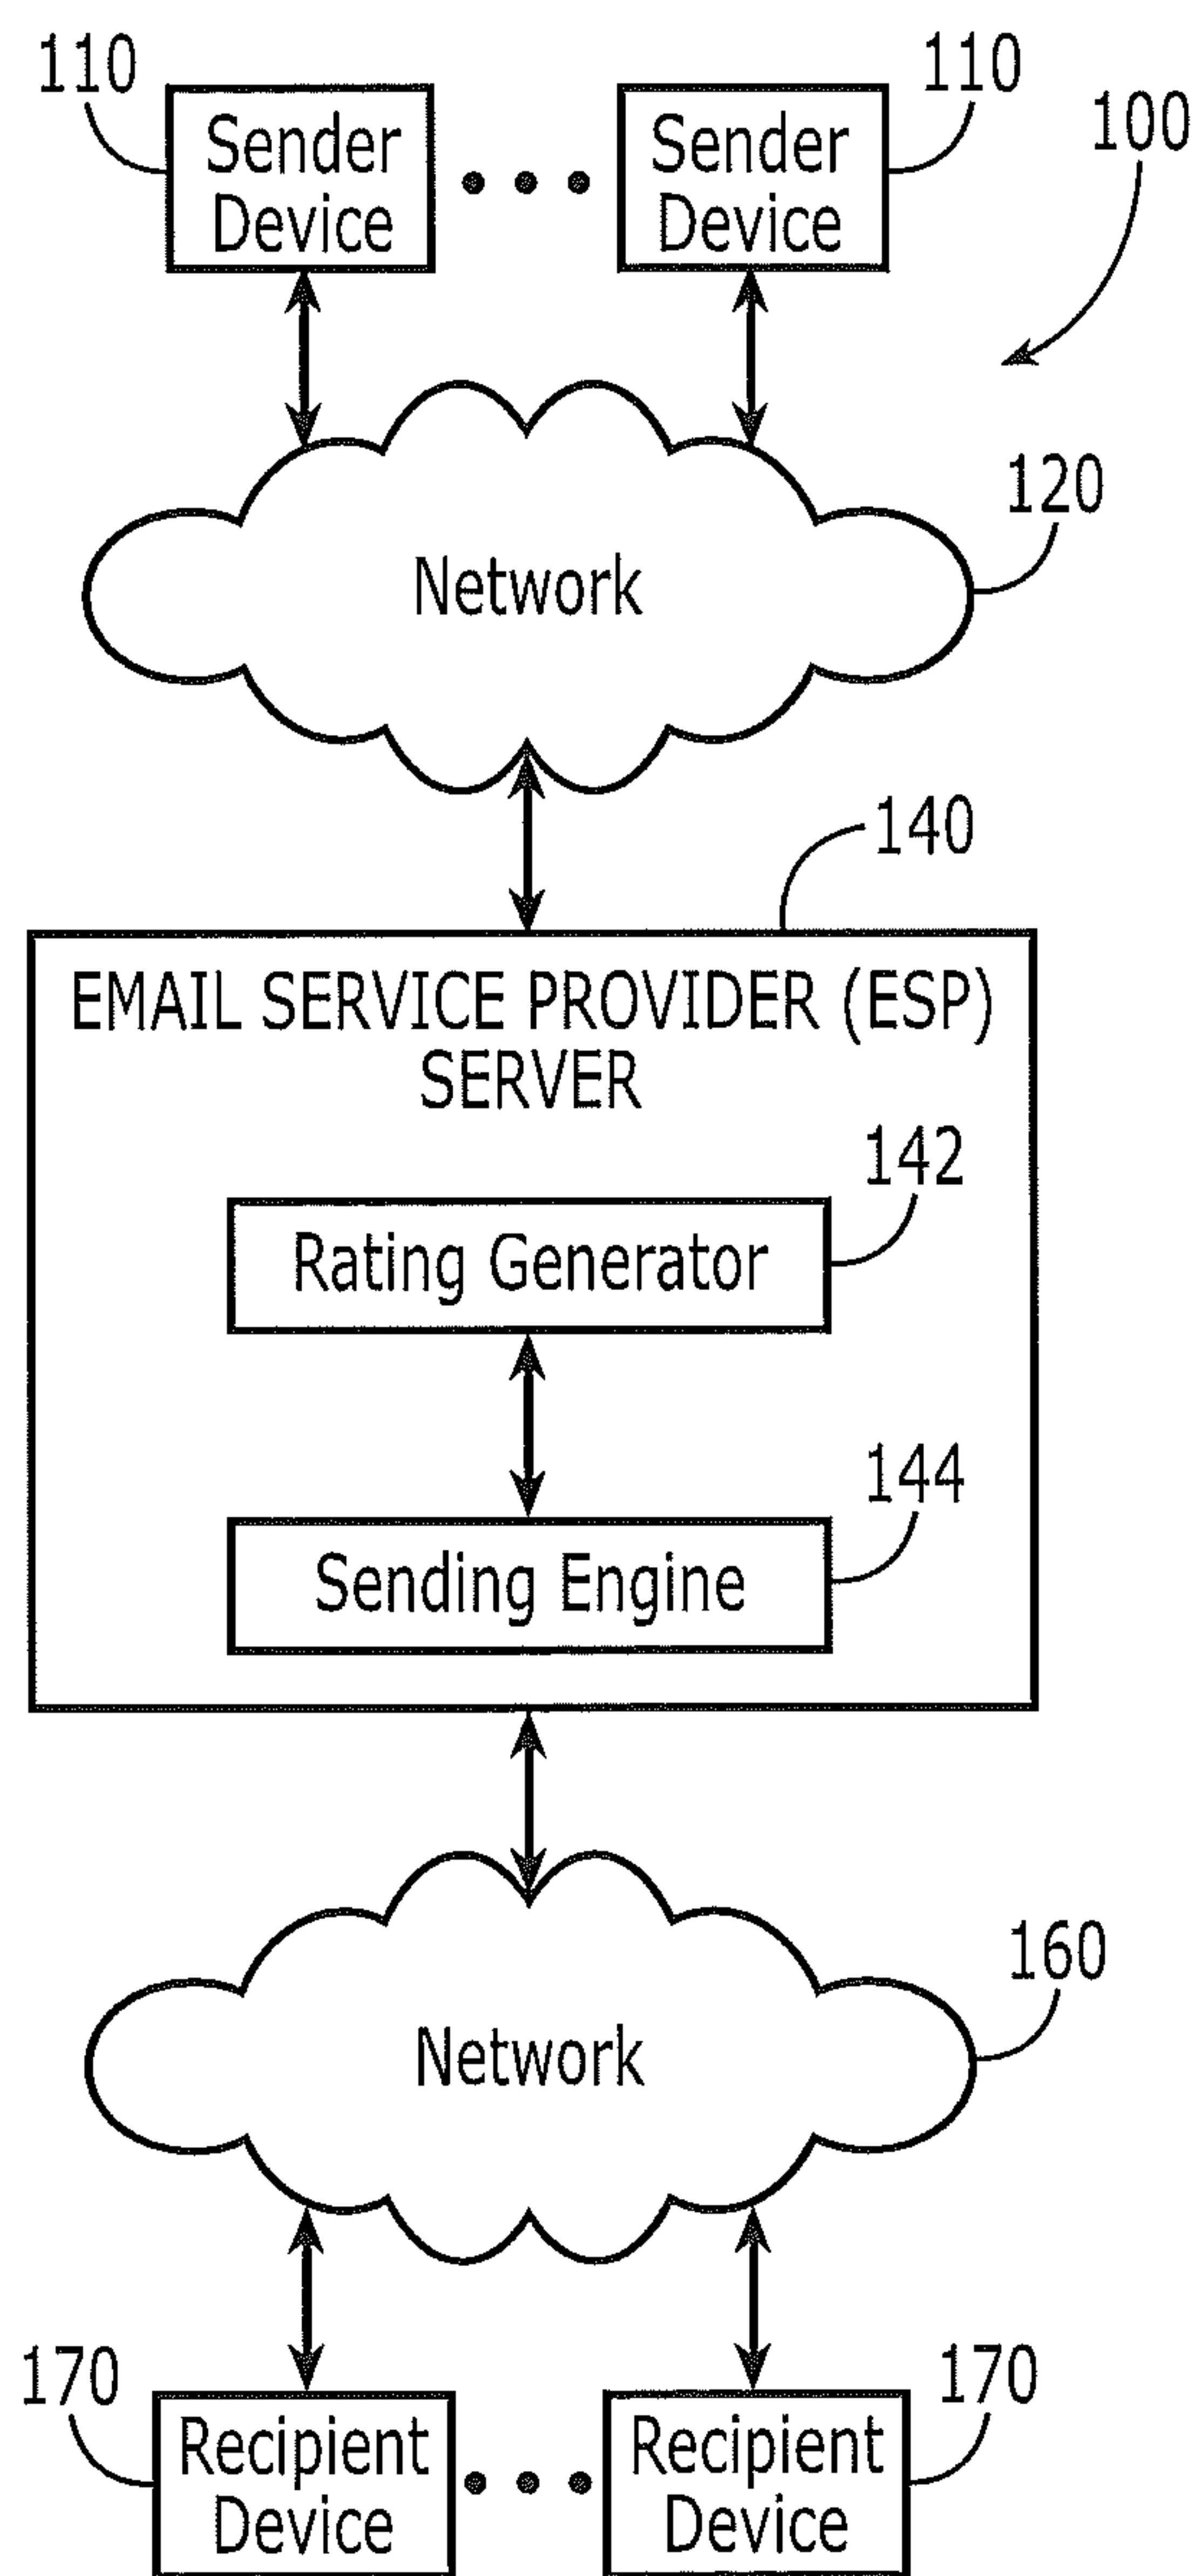 110
110
100
Sender
Device
Sender
Device
120
Network
140
EMAIL SERVICE PROVIDER (ESP)
SERVER
142
Rating Generator
144
Sending Engine
160
Network
170
170
Recipient
Device
Recipient
Device